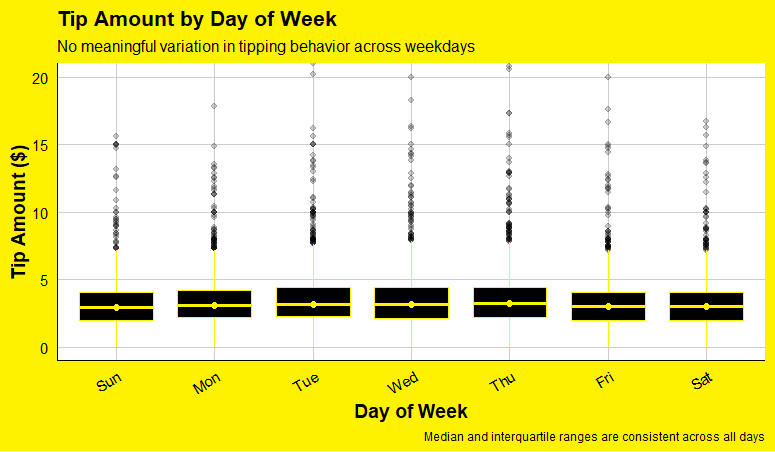 Tip Amount by Day of Week
No meaningful variation in tipping behavior across weekdays
Tip Amount ($)
20
15
10
5
0
Sun Mon Tue Wed Thu Fri Sat
Day of Week
Median and interquartile ranges are consistent across all days